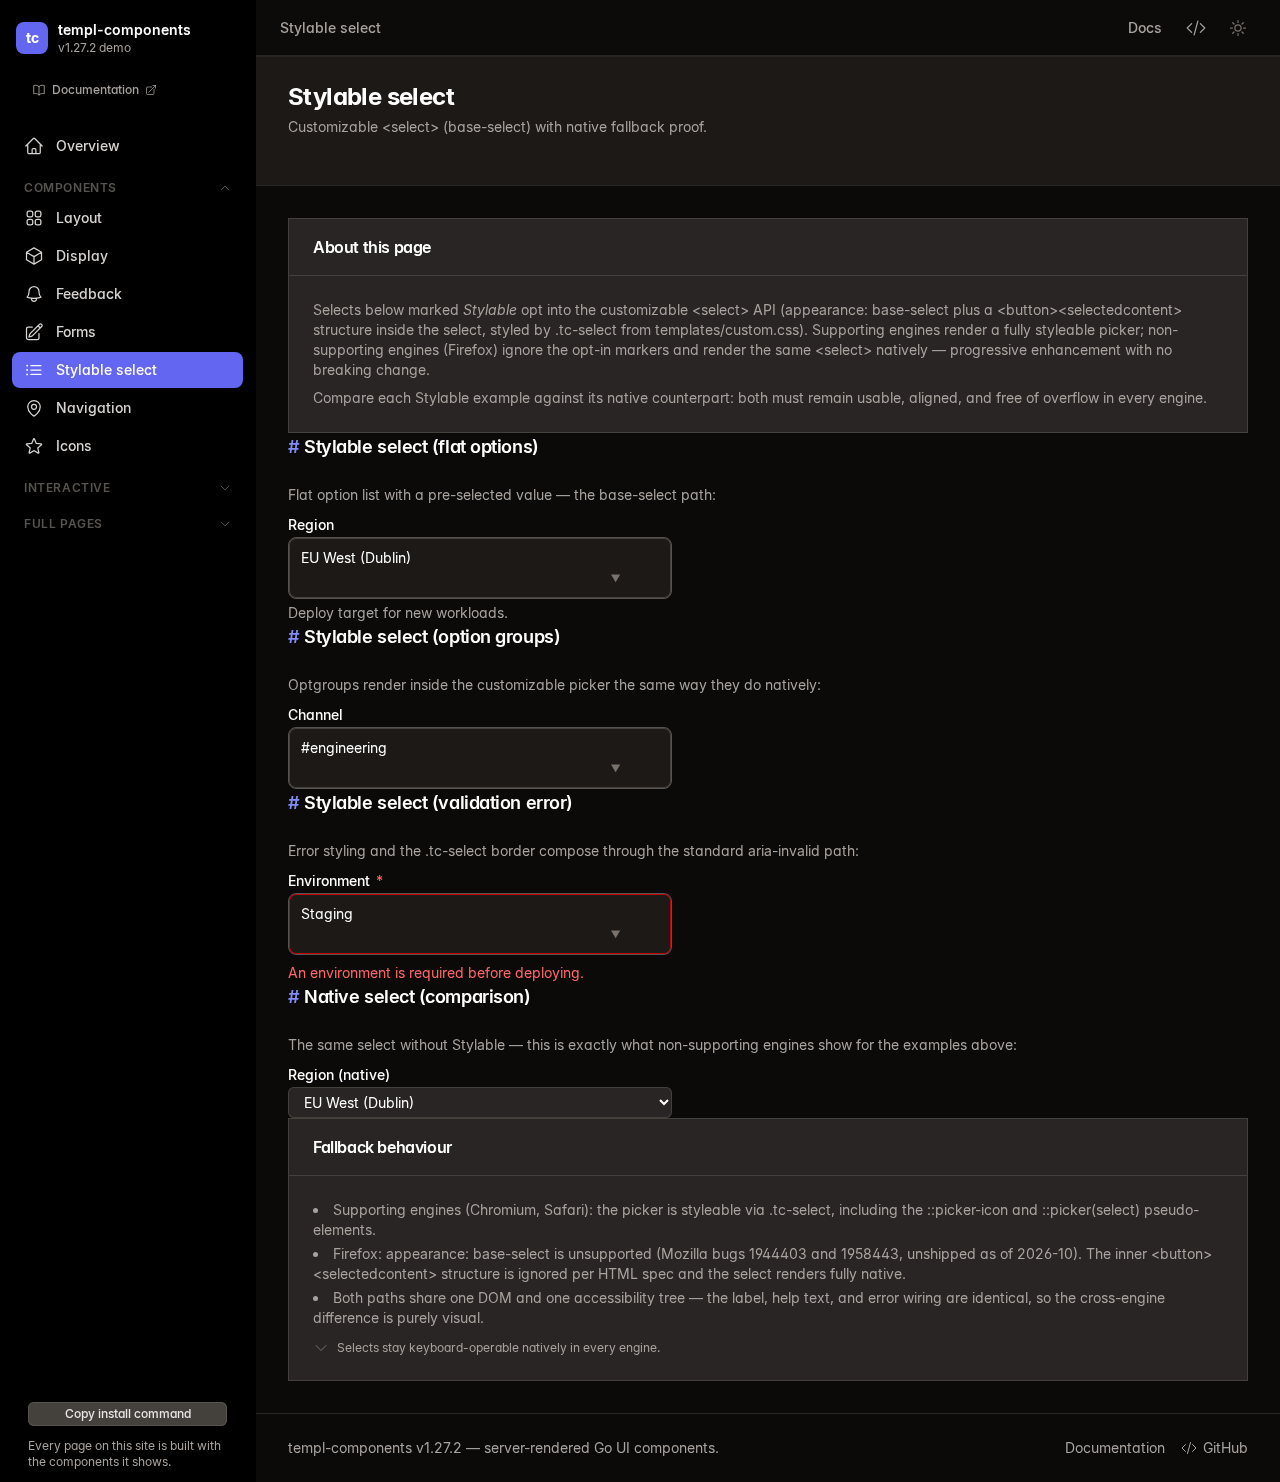 tc
templ-components
v1.27.2 demo
Documentation
Overview
COMPONENTS
Layout
Display
Feedback
Forms
Stylable select
Navigation
Icons
INTERACTIVE
FULL PAGES
Copy install command
Every page on this site is built with
the components it shows.
Stylable select
Docs
Stylable select
Customizable <select> (base-select) with native fallback proof.
About this page
Selects below marked Stylable opt into the customizable <select> API (appearance: base-select plus a <button><selectedcontent>
structure inside the select, styled by .tc-select from templates/custom.css). Supporting engines render a fully styleable picker; non-
supporting engines (Firefox) ignore the opt-in markers and render the same <select> natively — progressive enhancement with no
breaking change.
Compare each Stylable example against its native counterpart: both must remain usable, aligned, and free of overflow in every engine.
# Stylable select (flat options)
Flat option list with a pre-selected value — the base-select path:
Region
EU West (Dublin)
Deploy target for new workloads.
# Stylable select (option groups)
Optgroups render inside the customizable picker the same way they do natively:
Channel
#engineering
# Stylable select (validation error)
Error styling and the .tc-select border compose through the standard aria-invalid path:
Environment *
Staging
An environment is required before deploying.
# Native select (comparison)
The same select without Stylable — this is exactly what non-supporting engines show for the examples above:
Region (native)
EU West (Dublin)
Fallback behaviour
• Supporting engines (Chromium, Safari): the picker is styleable via .tc-select, including the ::picker-icon and ::picker(select) pseudo-
elements.
• Firefox: appearance: base-select is unsupported (Mozilla bugs 1944403 and 1958443, unshipped as of 2026-10). The inner <button>
<selectedcontent> structure is ignored per HTML spec and the select renders fully native.
• Both paths share one DOM and one accessibility tree — the label, help text, and error wiring are identical, so the cross-engine
difference is purely visual.
Selects stay keyboard-operable natively in every engine.
templ-components v1.27.2 — server-rendered Go UI components.
Documentation
GitHub